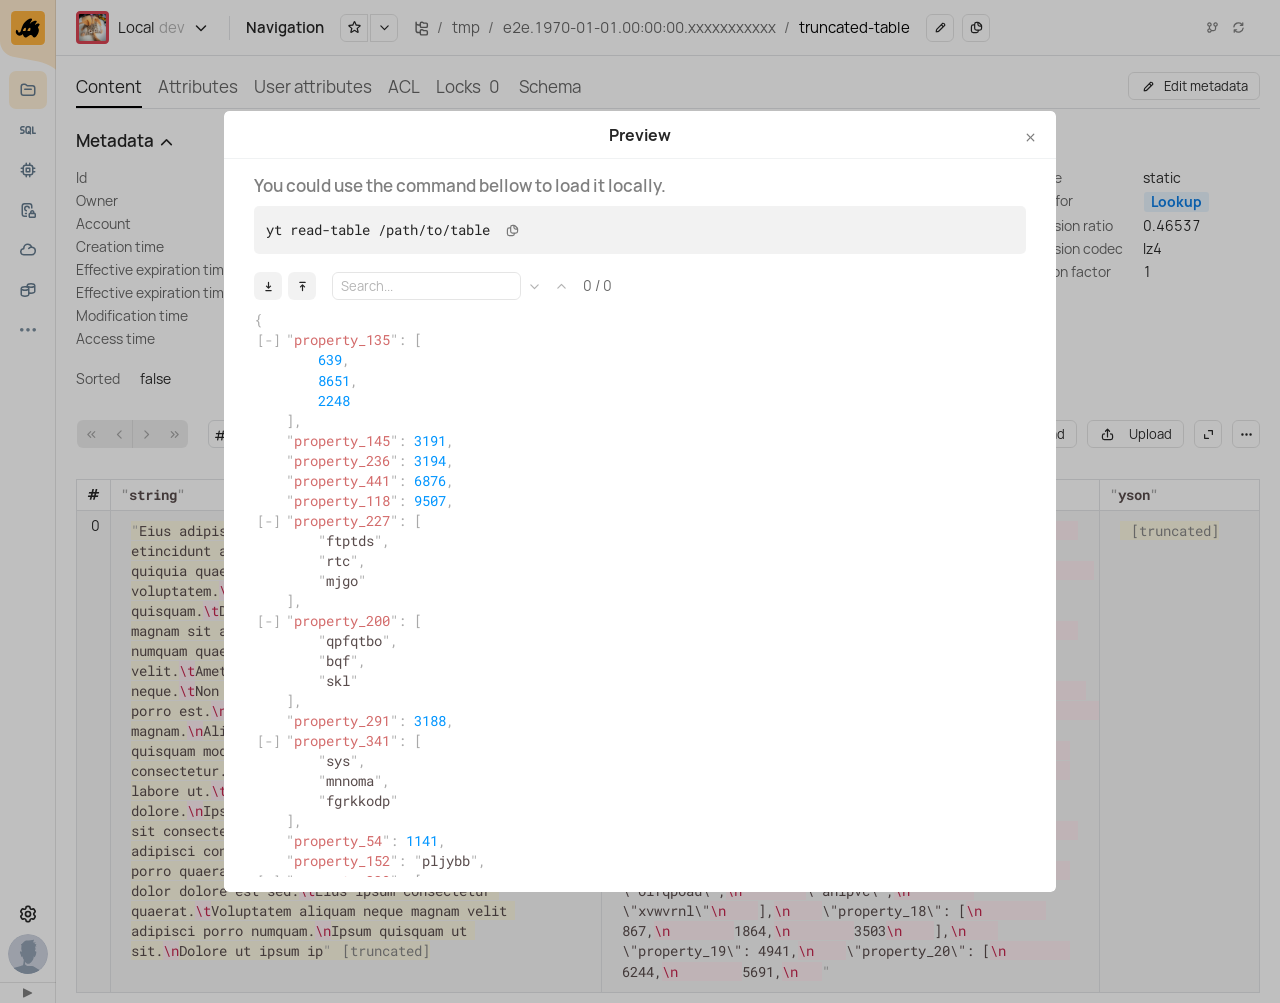 Local dev
Navigation
/ tmp / e2e.1970-01-01.00:00:00.xxxxxxxxxxx / truncated-table
SQL
Content Attributes User attributes ACL Locks 0 Schema
Edit metadata
Metadata
Id
Owner
Account
Creation time
Effective expiration tim
Effective expiration tim
Modification time
Access time
Sorted false
e static
for Lookup
sion ratio 0.46537
sion codec lz4
on factor 1
Preview
You could use the command bellow to load it locally.
yt read-table /path/to/table
Search...
0 / 0
{
[-] "property_135": [
639,
8651,
2248
],
"property_145": 3191,
"property_236": 3194,
"property_441": 6876,
"property_118": 9507,
[-] "property_227": [
"ftptds",
"rtc",
"mjgo"
],
[-] "property_200": [
"qpfqtbo",
"bqf",
"skl"
],
"property_291": 3188,
[-] "property_341": [
"sys",
"mnnoma",
"fgrkkodp"
],
"property_54": 1141,
"property_152": "pljybb",
#
ad
Upload
# "string" "yson"
0
"Eius adipis
etincidunt a
quiquia quae
voluptatem.\
quisquam.\tD
magnam sit a
numquam quae
velit.\tAmet
neque.\tNon
porro est.\n
magnam.\nAli
quisquam mod
consectetur.
labore ut.\t
dolore.\nIps
sit consecte
adipisci con
porro quaera
dolor dolore est sed.\tEius ipsum consectetur
quaerat.\tVoluptatem aliquam neque magnam velit
adipisci porro numquam.\nIpsum quisquam ut
sit.\nDolore ut ipsum ip" [truncated]
\"xvwvrnl\"\n ],\n \"property_18\": [\n
867,\n 1864,\n 3503\n ],\n
\"property_19\": 4941,\n \"property_20\": [\n
6244,\n 5691,\n "
[truncated]